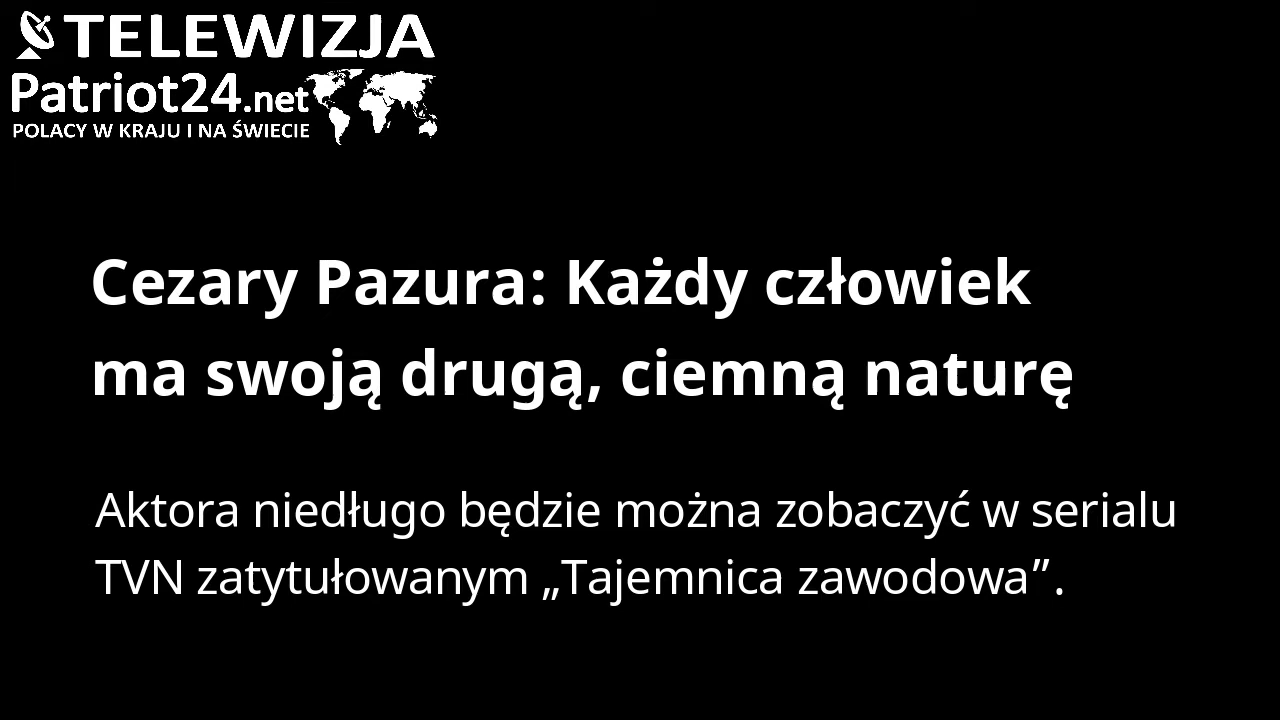 TELEWIZJA
Patriot24.net
POLACY W KRAJU I NA ŚWIECIE
Cezary Pazura: Każdy człowiek
ma swoją drugą, ciemną naturę
Aktora niedługo będzie można zobaczyć w serialu
TVN zatytułowanym „Tajemnica zawodowa”.